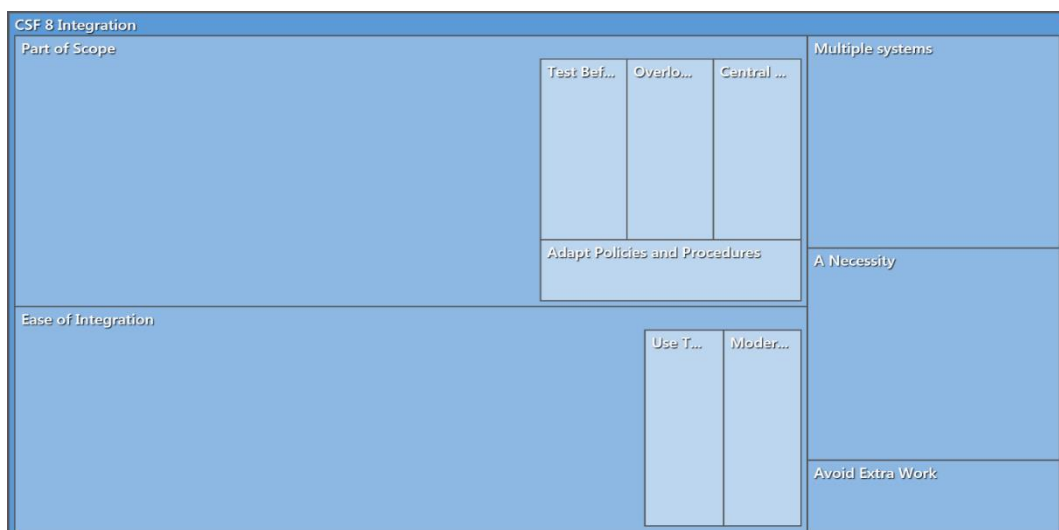 CSF 8 Integration
Part of Scope
Multiple systems
Test Bef...
Overlo...
Central ...
Adapt Policies and Procedures
A Necessity
Ease of Integration
Use T...
Moder...
Avoid Extra Work